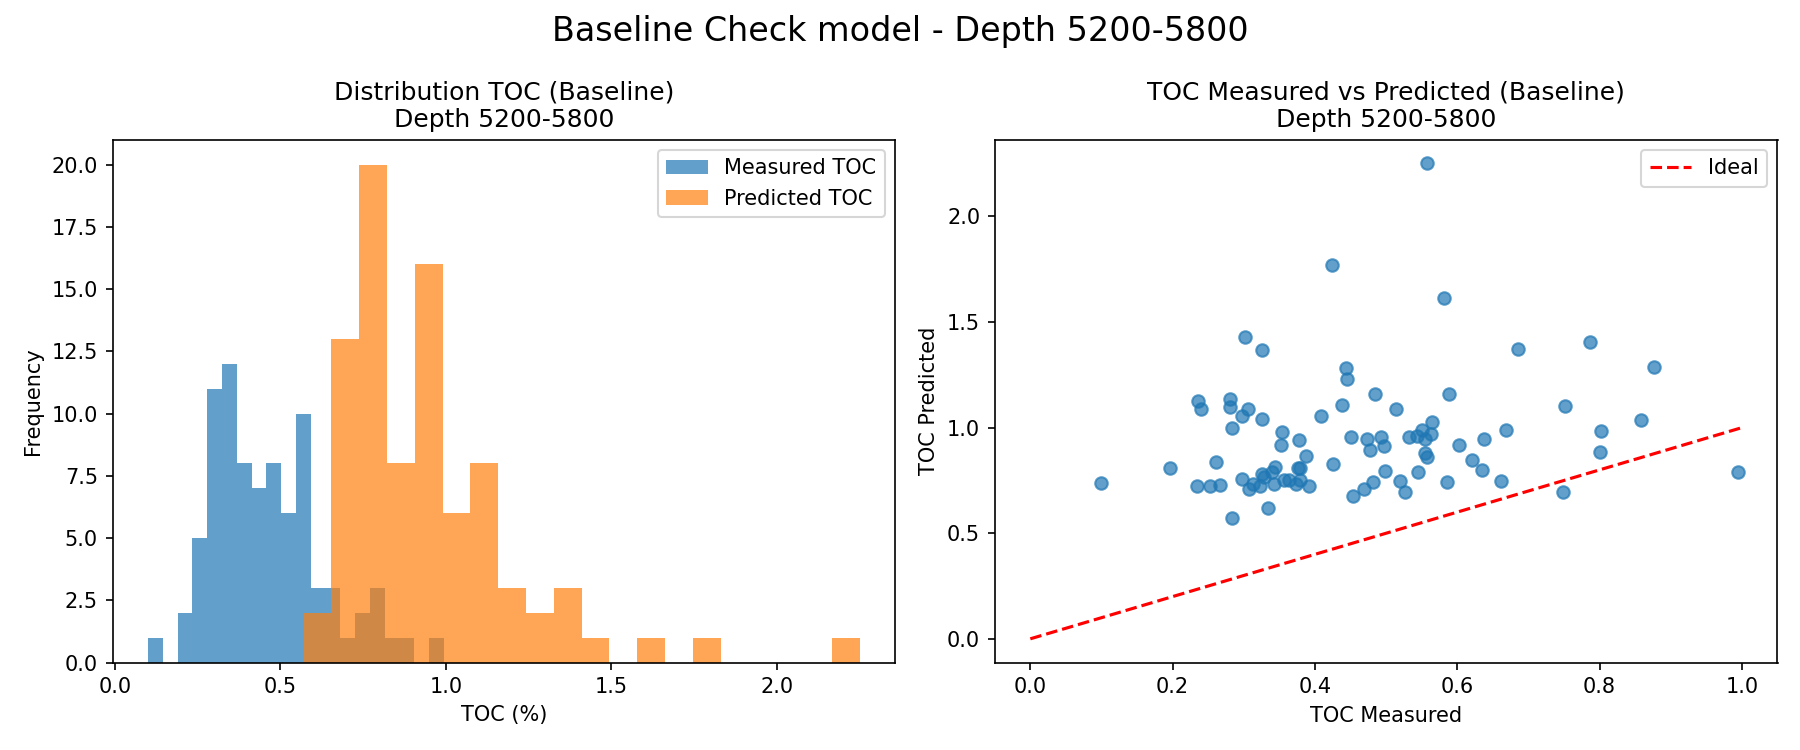 Baseline Check model - Depth 5200-5800
Distribution TOC (Baseline)
Depth 5200-5800
Measured TOC
Predicted TOC
Frequency
20.0
17.5
15.0
12.5
10.0
7.5
5.0
2.5
0.0
0.0
0.5
1.0
1.5
2.0
TOC (%)
TOC Measured vs Predicted (Baseline)
Depth 5200-5800
Ideal
TOC Predicted
2.0
1.5
1.0
0.5
0.0
0.0
0.2
0.4
0.6
0.8
1.0
TOC Measured